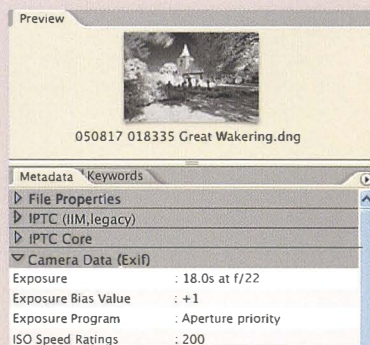 Preview
050817 018335 Great Wakering.dng
Metadata Keywords
File Properties
IPTC (IIM,legacy)
IPTC Core
Camera Data (Exif)
Exposure : 18.0s at f/22
Exposure Bias Value : +1
Exposure Program : Aperture priority
ISO Speed Ratings : 200